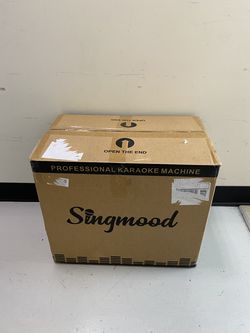 OPEN THE END
PROFESSIONAL KARAOKE MACHINE
Singmood